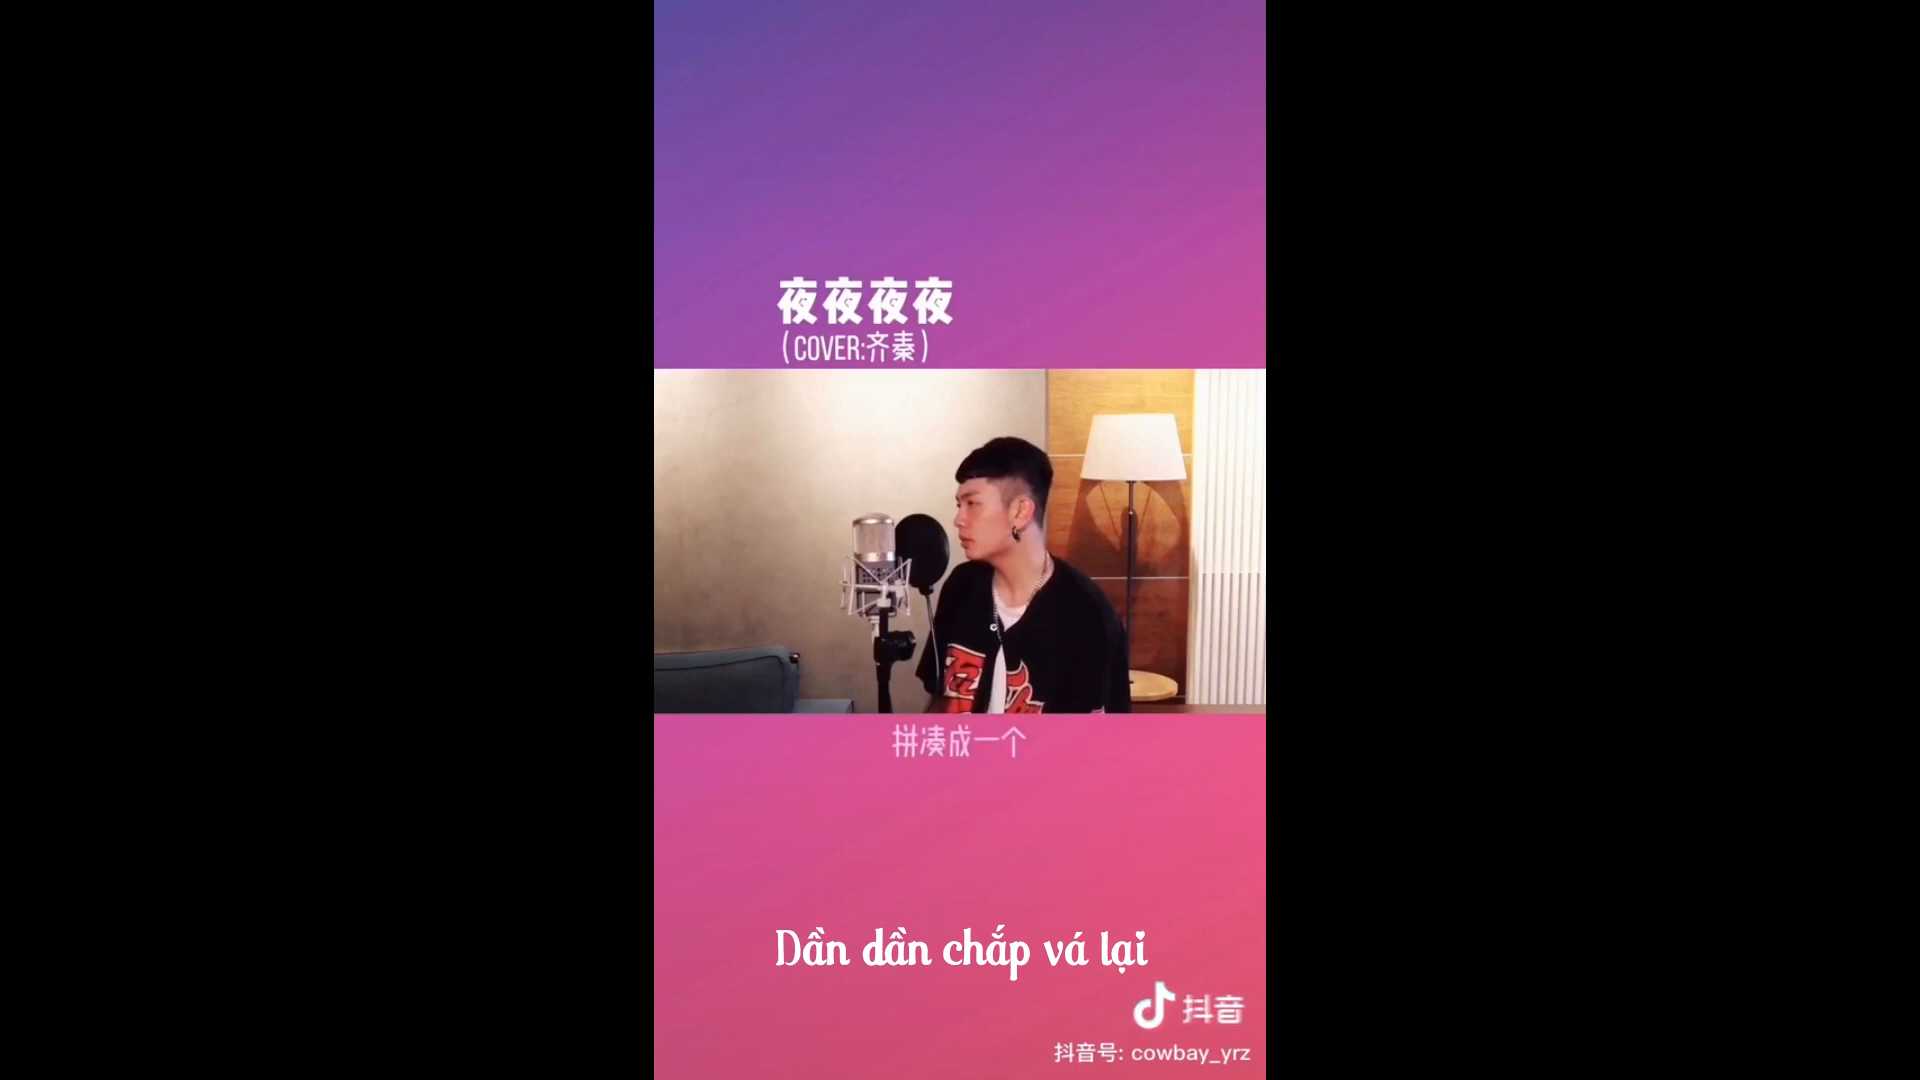 夜夜夜夜
(COVER:齐秦)
拼凑成一个
Dần dần chắp vá lại
抖音
抖音号: cowbay_yrz